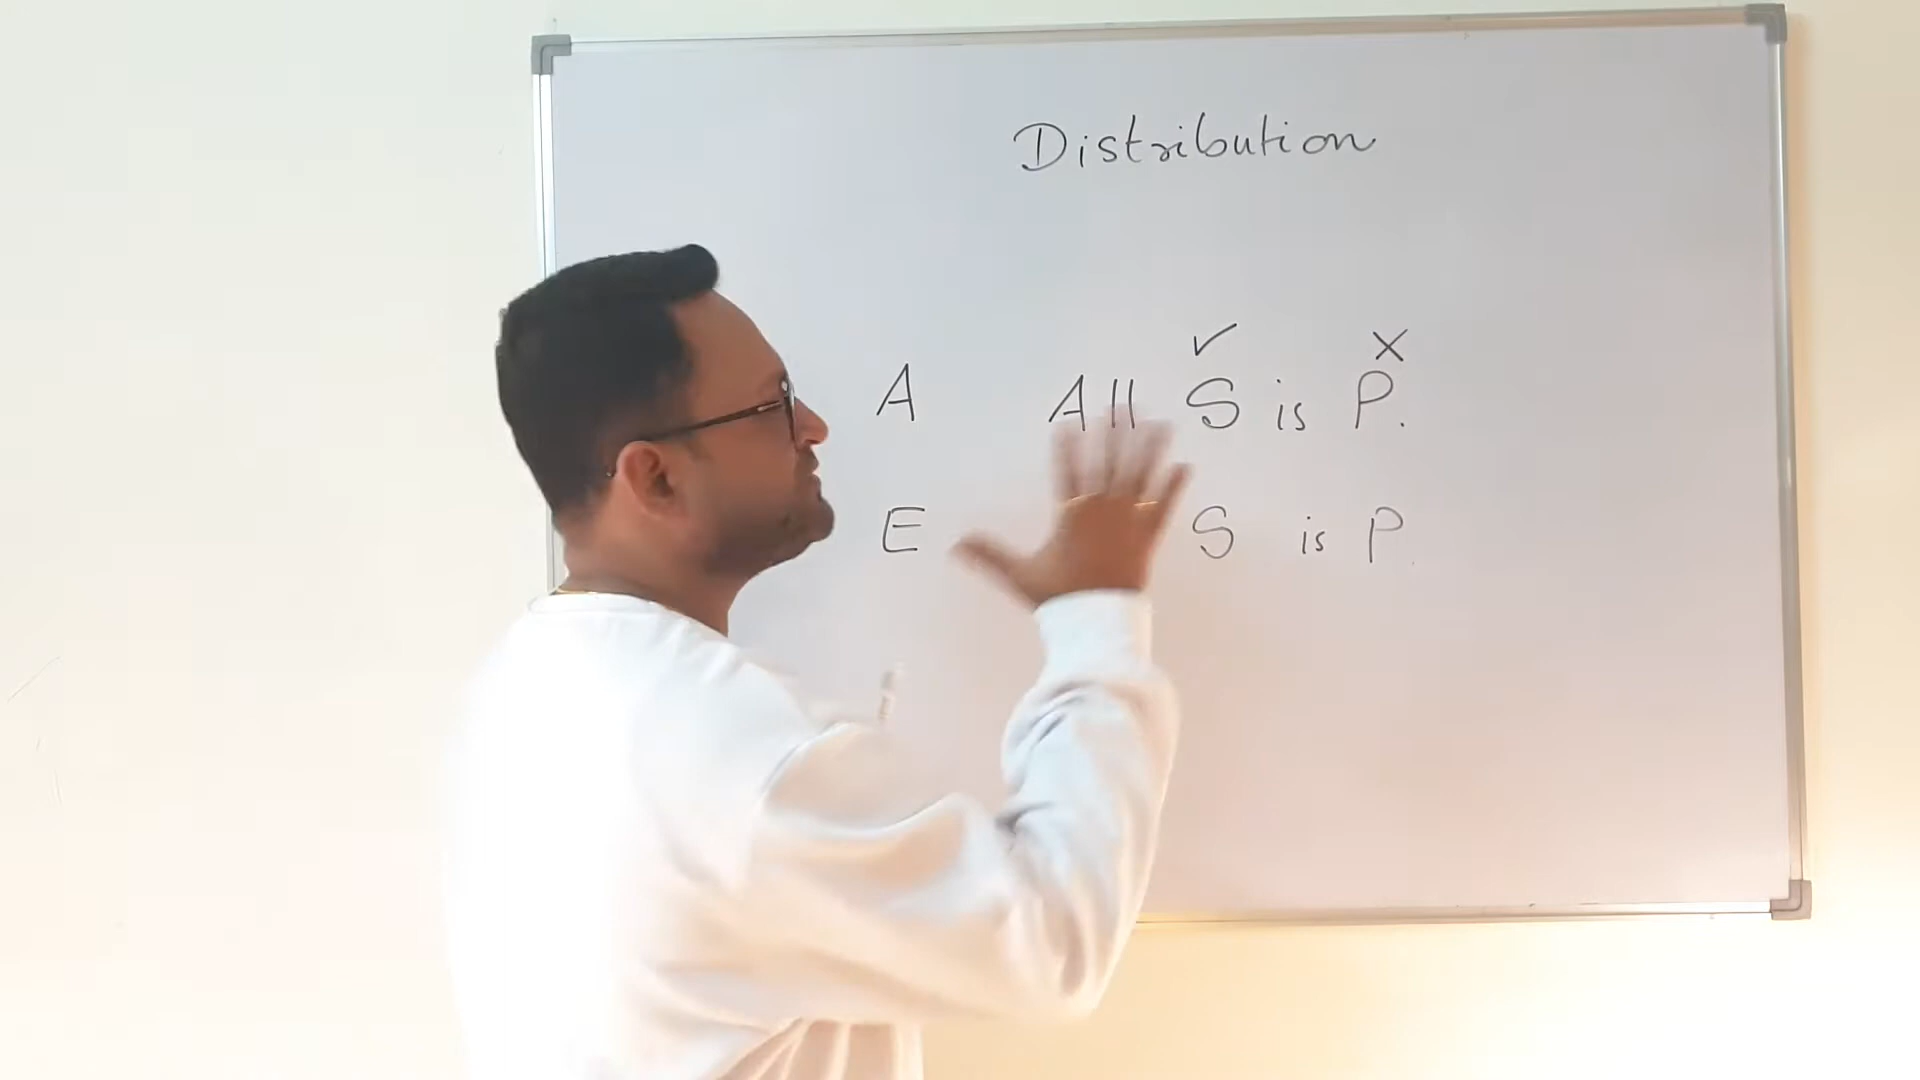 Distribution
✓ ×
A All S is P.
E S is P.